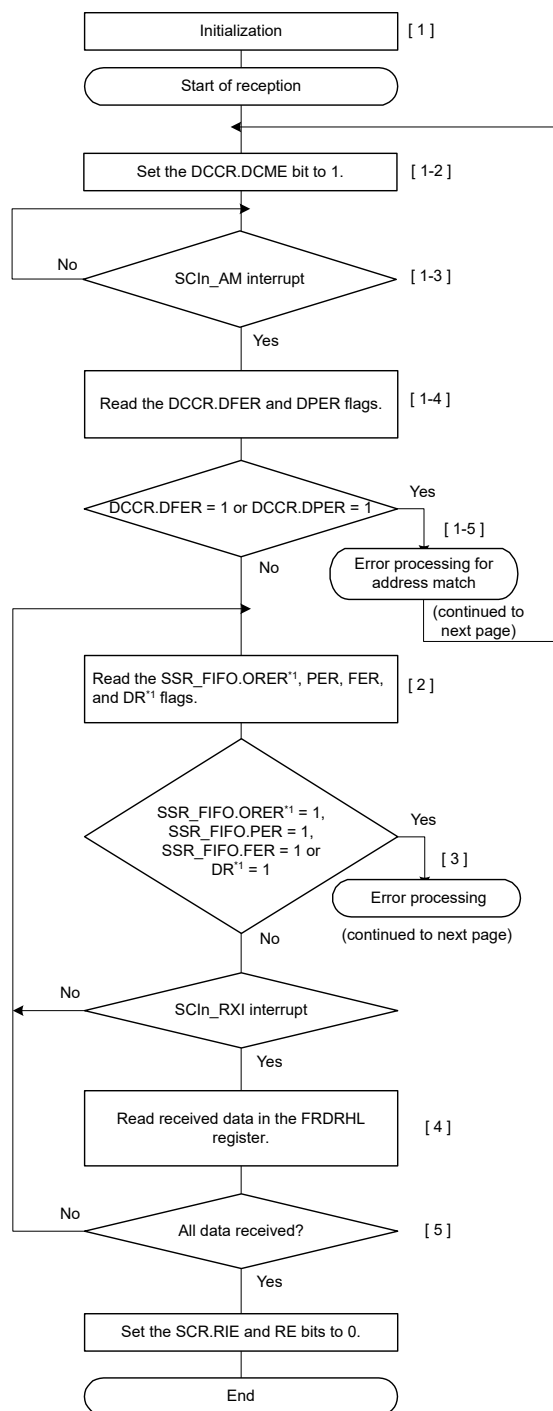 Initialization
[ 1 ]
Start of reception
Set the DCCR.DCME bit to 1.
[ 1-2 ]
No
SCIn_AM interrupt
[ 1-3 ]
Yes
Read the DCCR.DFER and DPER flags.
[ 1-4 ]
DCCR.DFER = 1 or DCCR.DPER = 1
Yes
[ 1-5 ]
Error processing for
address match
(continued to
next page)
No
Read the SSR_FIFO.ORER*1, PER, FER,
and DR*1 flags.
[ 2 ]
SSR_FIFO.ORER*1 = 1,
SSR_FIFO.PER = 1,
SSR_FIFO.FER = 1 or
DR*1 = 1
Yes
[ 3 ]
Error processing
(continued to next page)
No
No
SCIn_RXI interrupt
Yes
Read received data in the FRDRHL
register.
[ 4 ]
No
All data received?
[ 5 ]
Yes
Set the SCR.RIE and RE bits to 0.
End